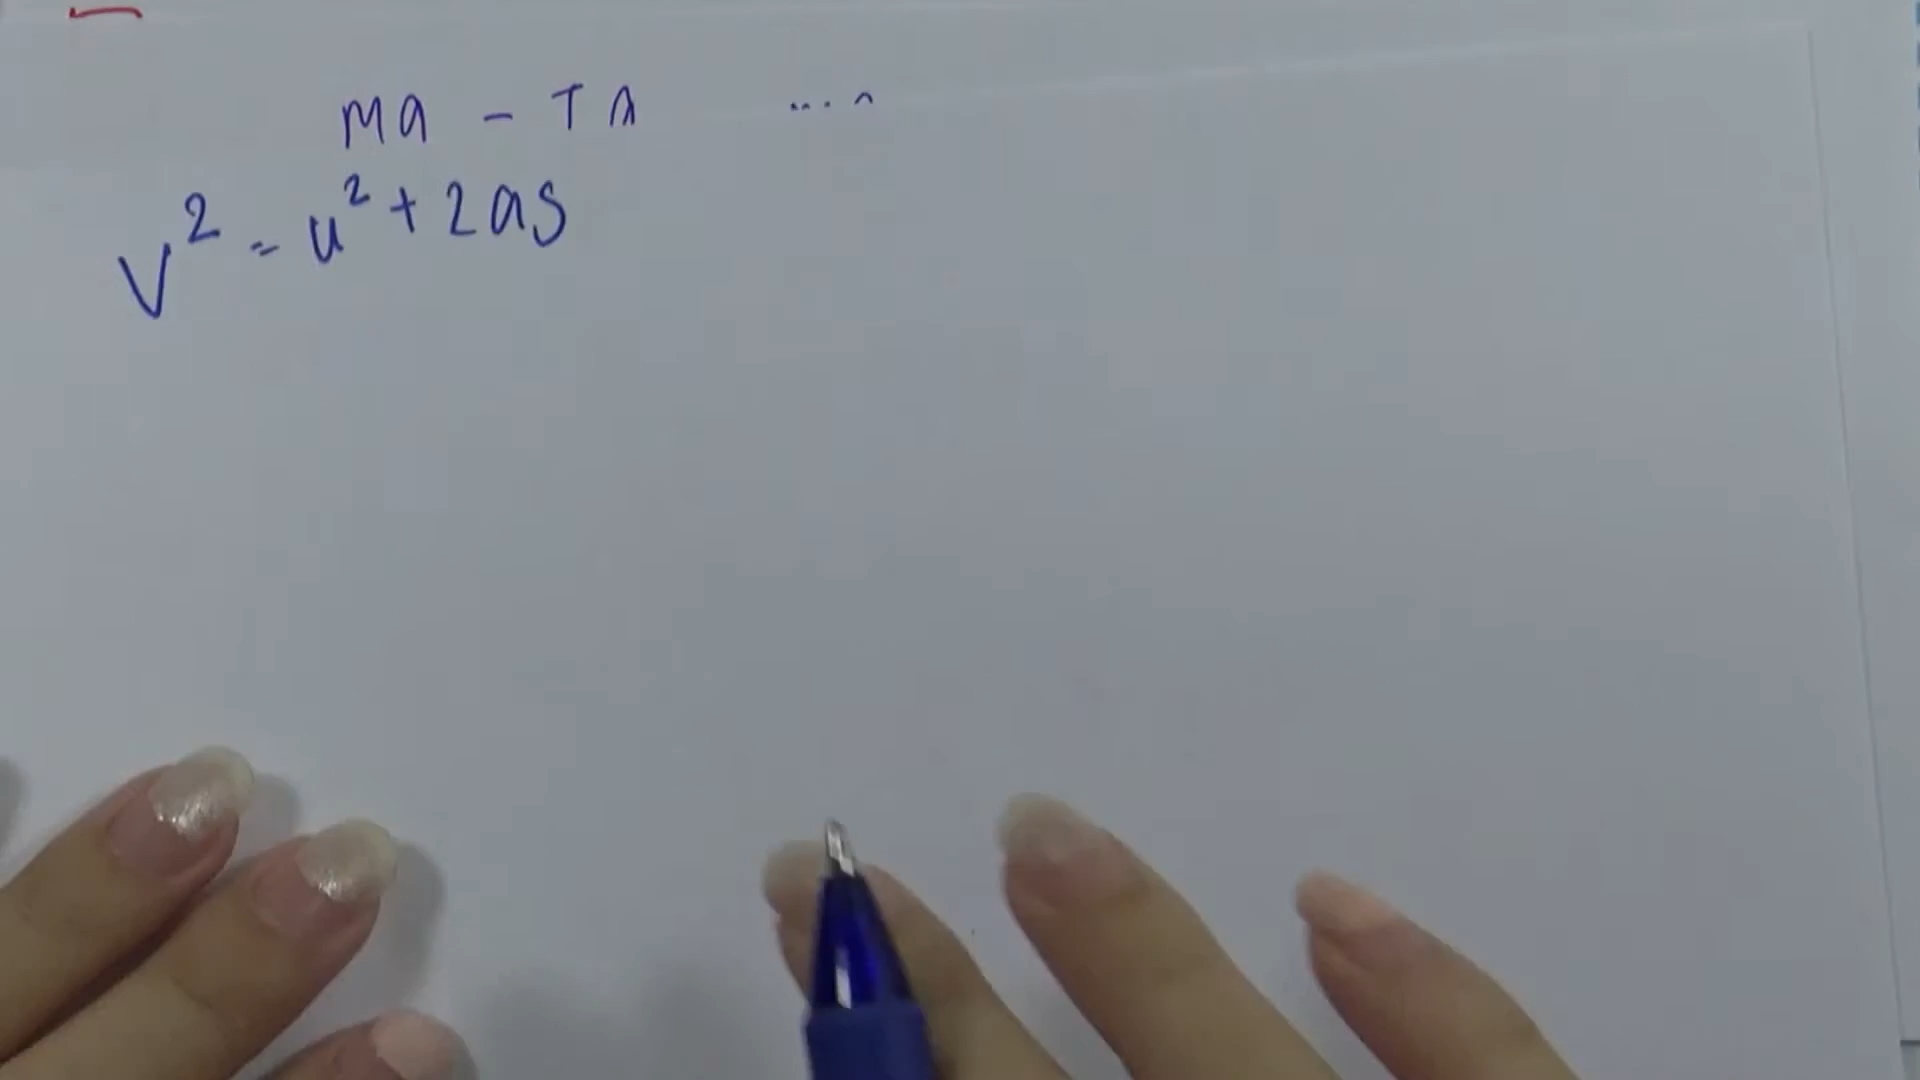 MA - TA
V² = u² + 2as